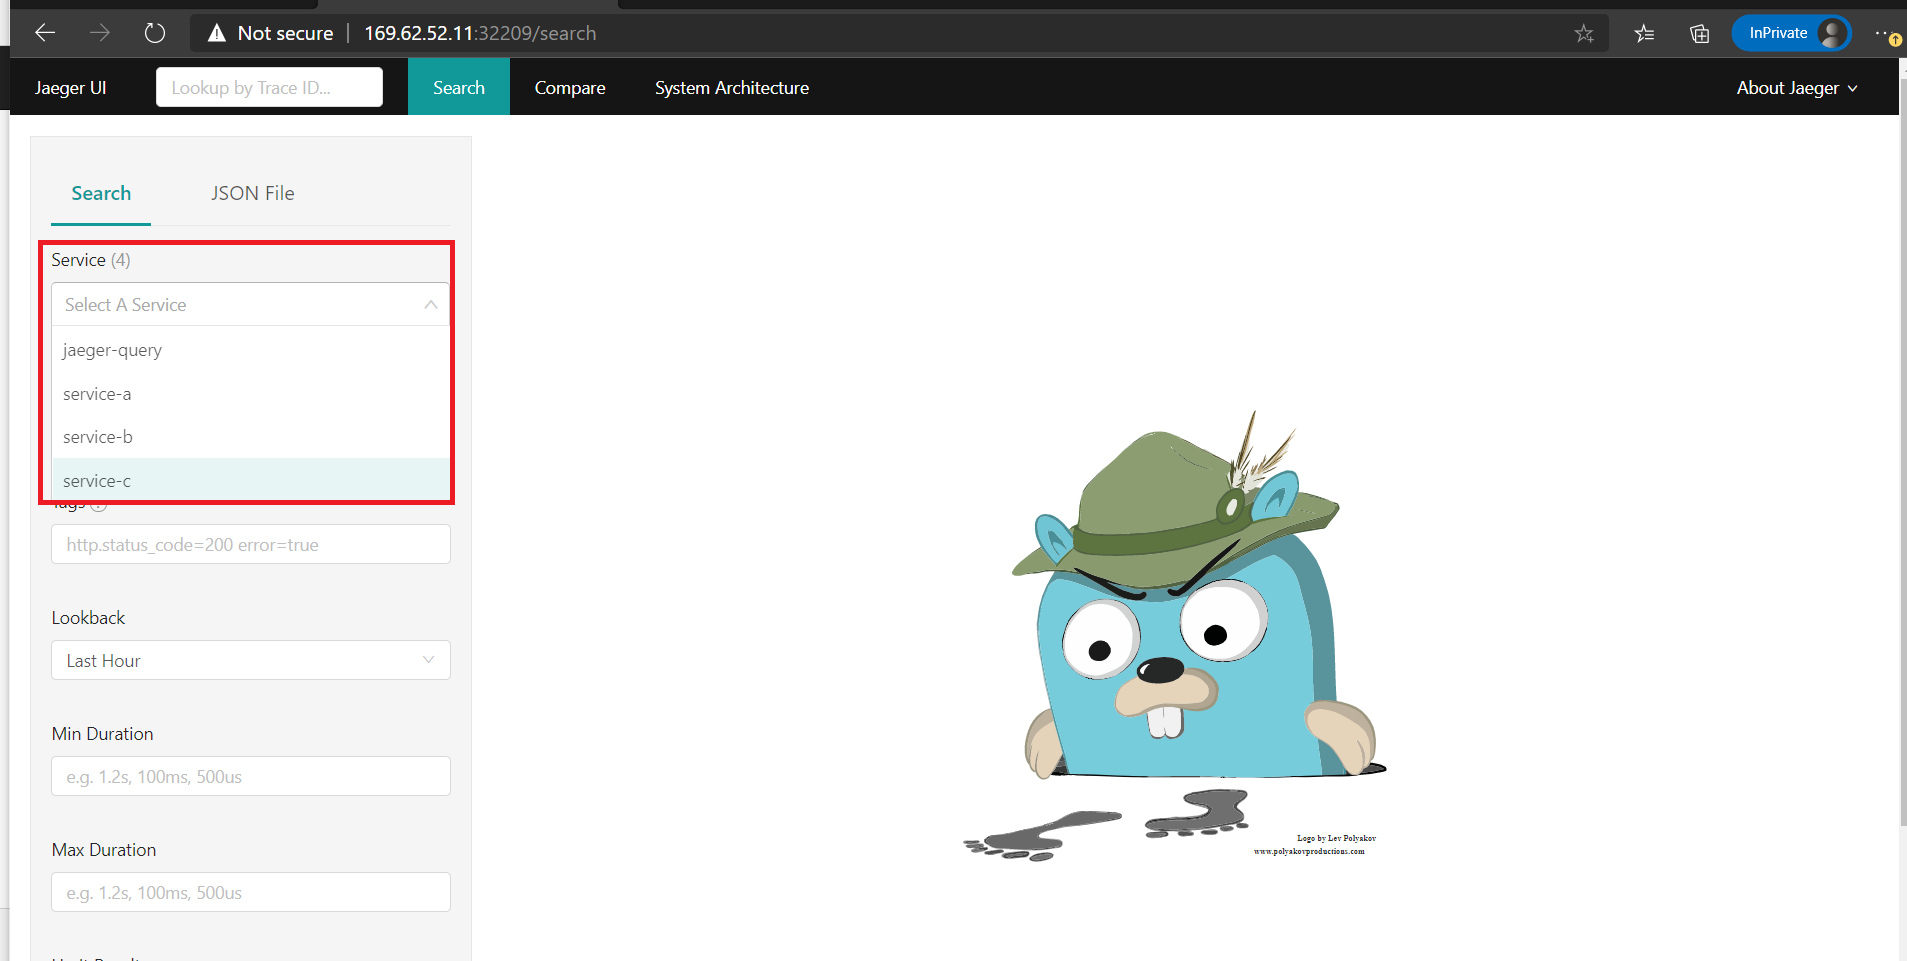 Not secure 169.62.52.11:32209/search InPrivate
Jaeger UI Lookup by Trace ID... Search Compare System Architecture About Jaeger
Search JSON File
Service (4)
Select A Service
jaeger-query
service-a
service-b
service-c
Tags
http.status_code=200 error=true
Lookback
Last Hour
Min Duration
e.g. 1.2s, 100ms, 500us
Logo by Lev Polyakov
www.polyakovproductions.com
Max Duration
e.g. 1.2s, 100ms, 500us